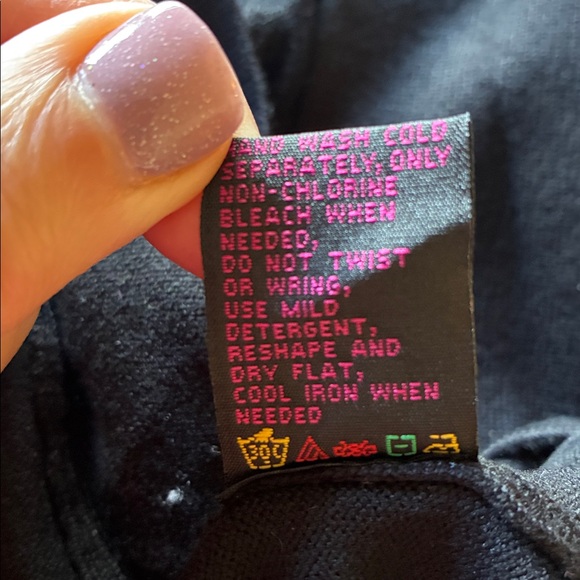 HAND WASH COLD
SEPARATELY, ONLY
NON-CHLORINE
BLEACH WHEN
NEEDED,
DO NOT TWIST
OR WRING,
USE MILD
DETERGENT,
RESHAPE AND
DRY FLAT,
COOL IRON WHEN
NEEDED
30C